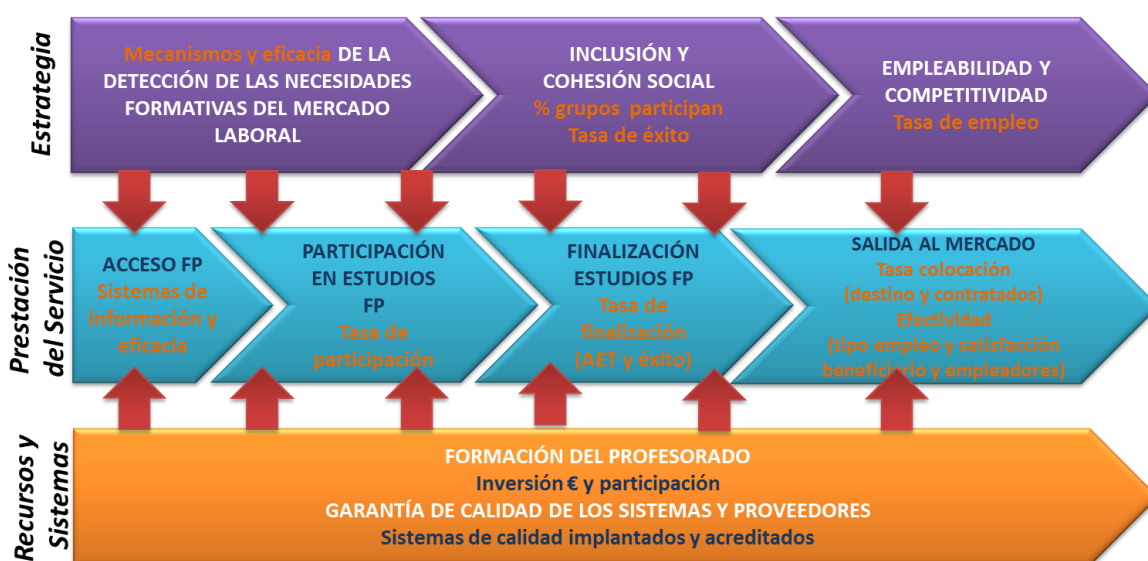 Estrategia
Mecanismos y eficacia DE LA
DETECCIÓN DE LAS NECESIDADES
FORMATIVAS DEL MERCADO
LABORAL
INCLUSIÓN Y
COHESIÓN SOCIAL
% grupos participan
Tasa de éxito
EMPLEABILIDAD Y
COMPETITIVIDAD
Tasa de empleo
Prestación
del Servicio
ACCESO FP
Sistemas de
información y
eficacia
PARTICIPACIÓN
EN ESTUDIOS
FP
Tasa de
participación
FINALIZACIÓN
ESTUDIOS FP
Tasa de
finalización
(AET y éxito)
SALIDA AL MERCADO
Tasa colocación
(destino y contratados)
Efectividad
(tipo empleo y satisfacción
beneficiario y empleadores)
Recursos y
Sistemas
FORMACIÓN DEL PROFESORADO
Inversión € y participación
GARANTÍA DE CALIDAD DE LOS SISTEMAS Y PROVEEDORES
Sistemas de calidad implantados y acreditados